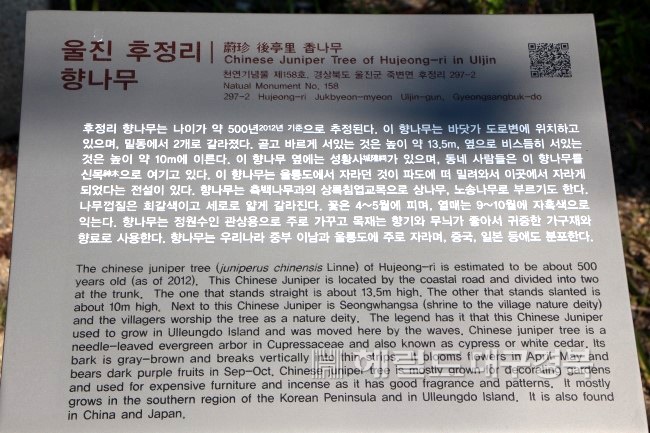 울진 후정리
향나무
蔚珍 後亭里 香나무
Chinese Juniper Tree of Hujeong-ri in Uljin
천연기념물 제158호, 경상북도 울진군 죽변면 후정리 297-2
Natual Monument No. 158
297-2 Hujeong-ri Jukbyeon-myeon Uljin-gun, Gyeongsangbuk-do
후정리 향나무는 나이가 약 500년2012년 기준으로 추정된다. 이 향나무는 바닷가 도로변에 위치하고
있으며, 밑동에서 2개로 갈라졌다. 곧고 바르게 서있는 것은 높이 약 13.5m, 옆으로 비스듬히 서있는
것은 높이 약 10m에 이른다. 이 향나무 옆에는 성황사城隍祠가 있으며, 동네 사람들은 이 향나무를
신목神木으로 여기고 있다. 이 향나무는 울릉도에서 자라던 것이 파도에 떠 밀려와서 이곳에서 자라게
되었다는 전설이 있다. 향나무는 측백나무과의 상록침엽교목으로 상나무, 노송나무로 부르기도 한다.
나무껍질은 회갈색이고 세로로 얇게 갈라진다. 꽃은 4~5월에 피며, 열매는 9~10월에 자흑색으로
익는다. 향나무는 정원수인 관상용으로 주로 가꾸고 목재는 향기와 무늬가 좋아서 귀중한 가구재와
향료로 사용한다. 향나무는 우리나라 중부 이남과 울릉도에 주로 자라며, 중국, 일본 등에도 분포한다.
The chinese juniper tree (juniperus chinensis Linne) of Hujeong-ri is estimated to be about 500
years old (as of 2012). This Chinese Juniper is located by the coastal road and divided into two
at the trunk. The one that stands straight is about 13.5m high. The other that stands slanted is
about 10m high. Next to this Chinese Juniper is Seonghwangsa (shrine to the village nature deity)
and the villagers worship the tree as a nature deity. The legend has it that this Chinese Juniper
used to grow in Ulleungdo Island and was moved here by the waves. Chinese juniper tree is a
needle-leaved evergreen arbor in Cupressaceae and also known as cypress or white cedar. Its
bark is gray-brown and breaks vertically in thin layers. It blooms flowers in Apr-May and
bears dark purple fruits in Sep-Oct. Chinese juniper is mostly grown for decorating gardens
and used for expensive furniture and incense as it has good fragrance and patterns. It mostly
grows in the southern region of the Korean Peninsula and in Ulleungdo Island. It is also found
in China and Japan.
헤럴드대구경북